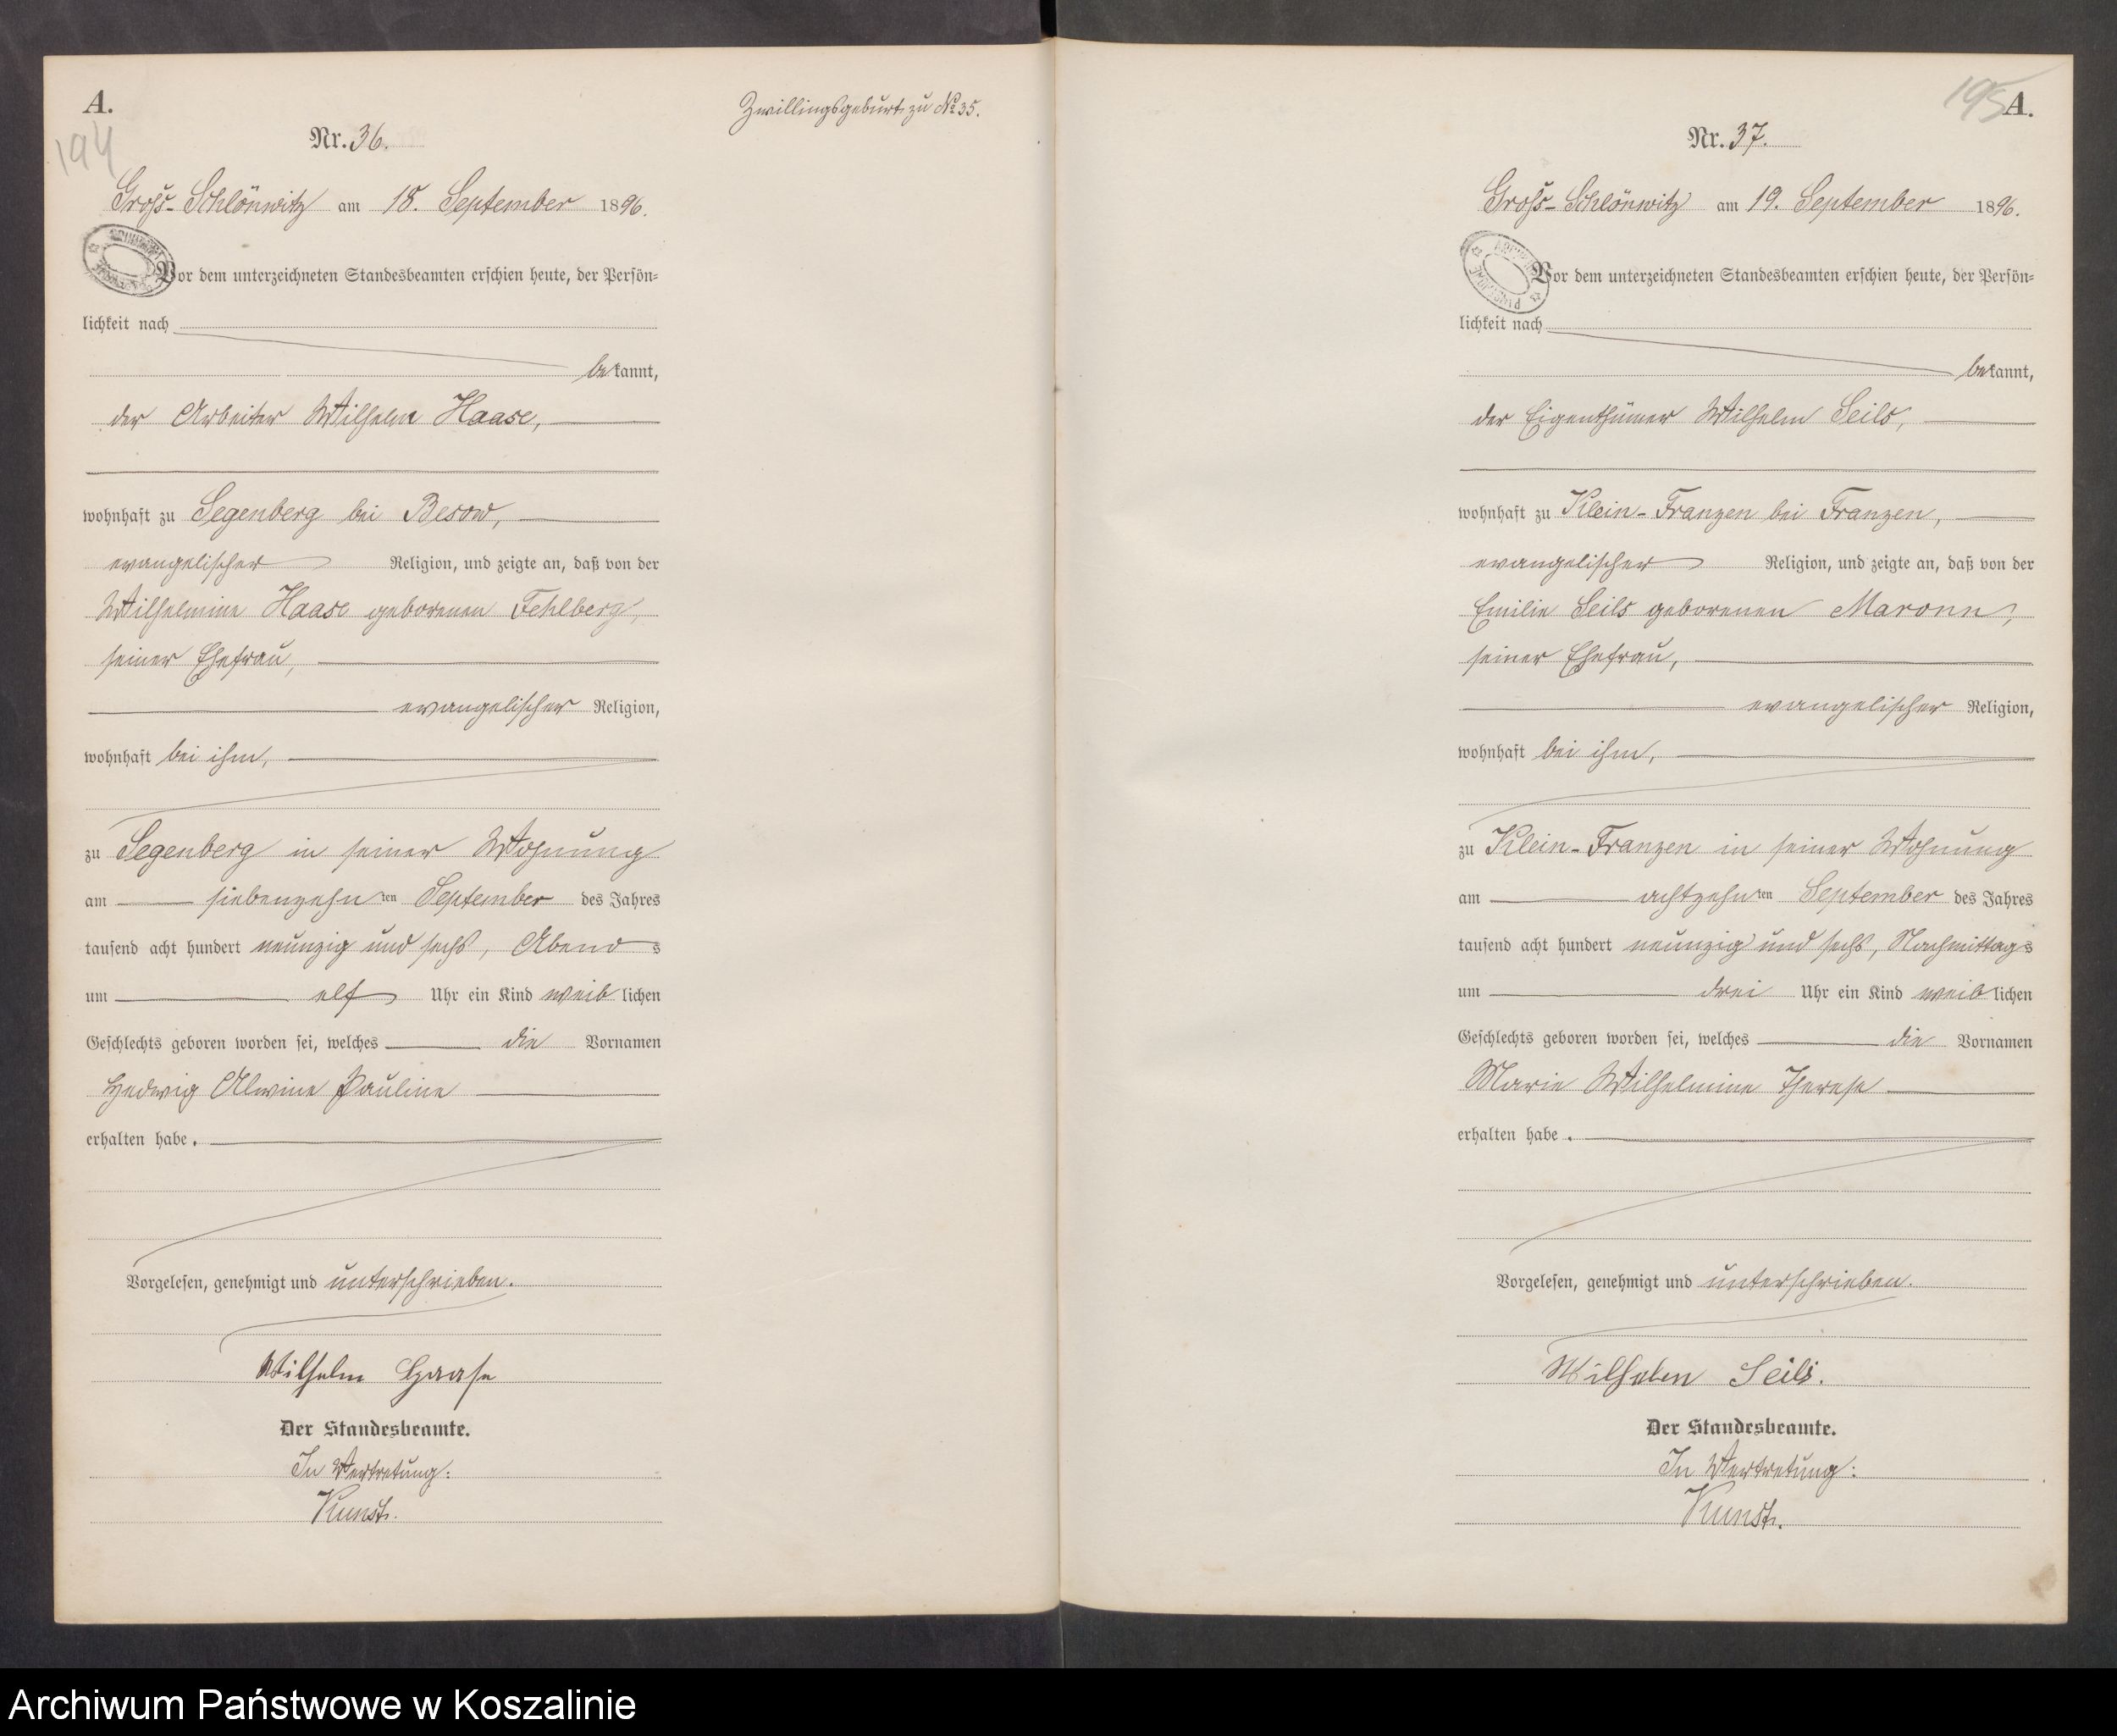 A.
194
Zwillingsgeburt zu No 35.
Nr. 36.
Groß-Schlönwitz am 18. September 1896.
Vor dem unterzeichneten Standesbeamten erschien heute, der Persön=
lichkeit nach
bekannt,
der Arbeiter Wilhelm Haase,
wohnhaft zu Segenberg bei Besow,
evangelischer Religion, und zeigte an, daß von der
Wilhelmine Haase geborenen Fehlberg,
seiner Ehefrau,
evangelischer Religion,
wohnhaft bei ihm,
zu Segenberg in seiner Wohnung
am siebenzehn ten September des Jahres
tausend acht hundert neunzig und sechs, Abend s
um elf Uhr ein Kind weiblichen
Geschlechts geboren worden sei, welches die Vornamen
Hedwig Alwine Pauline
erhalten habe.
Vorgelesen, genehmigt und unterschrieben.
Wilhelm Haase
Der Standesbeamte.
In Vertretung:
Kunst.
195
A.
Nr. 37.
Groß-Schlönwitz am 19. September 1896.
Vor dem unterzeichneten Standesbeamten erschien heute, der Persön=
lichkeit nach
bekannt,
der Eigenthümer Wilhelm Seils,
wohnhaft zu Klein-Franzen bei Franzen,
evangelischer Religion, und zeigte an, daß von der
Emilie Seils geborenen Maronn,
seiner Ehefrau,
evangelischer Religion,
wohnhaft bei ihm,
zu Klein-Franzen in seiner Wohnung
am achtzehn ten September des Jahres
tausend acht hundert neunzig und sechs, Nachmittags
um drei Uhr ein Kind weiblichen
Geschlechts geboren worden sei, welches die Vornamen
Marie Wilhelmine Therese
erhalten habe.
Vorgelesen, genehmigt und unterschrieben.
Wilhelm Seils.
Der Standesbeamte.
In Vertretung:
Kunst.
Archiwum Państwowe w Koszalinie